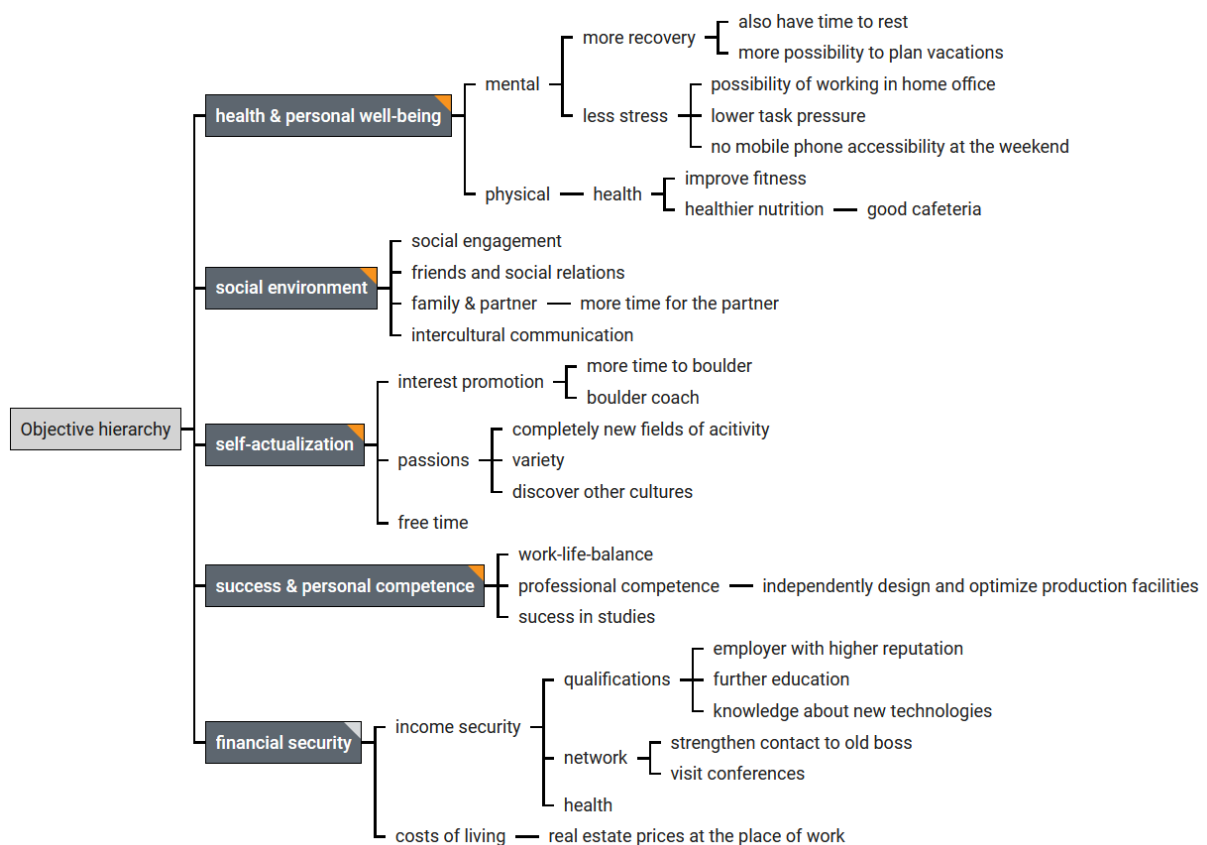 Objective hierarchy
health & personal well-being
mental
more recovery
also have time to rest
more possibility to plan vacations
less stress
possibility of working in home office
lower task pressure
no mobile phone accessibility at the weekend
physical
health
improve fitness
healthier nutrition
good cafeteria
social environment
social engagement
friends and social relations
family & partner
more time for the partner
intercultural communication
self-actualization
interest promotion
more time to boulder
boulder coach
passions
completely new fields of acitivity
variety
discover other cultures
free time
success & personal competence
work-life-balance
professional competence
independently design and optimize production facilities
sucess in studies
financial security
income security
qualifications
employer with higher reputation
further education
knowledge about new technologies
network
strengthen contact to old boss
visit conferences
health
costs of living
real estate prices at the place of work